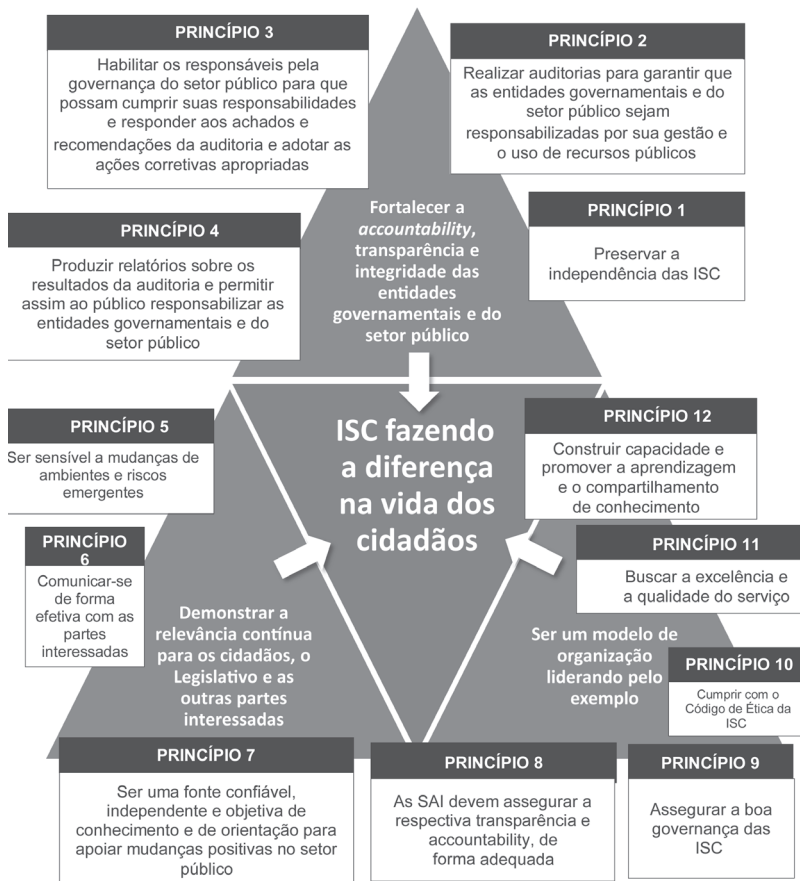 PRINCÍPIO 3
Habilitar os responsáveis pela
governança do setor público para que
possam cumprir suas responsabilidades
e responder aos achados e
recomendações da auditoria e adotar as
ações corretivas apropriadas
PRINCÍPIO 2
Realizar auditorias para garantir que
as entidades governamentais e do
setor público sejam
responsabilizadas por sua gestão e
o uso de recursos públicos
PRINCÍPIO 1
Preservar a
independência das ISC
PRINCÍPIO 4
Produzir relatórios sobre os
resultados da auditoria e permitir
assim ao público responsabilizar as
entidades governamentais e do
setor público
Fortalecer a
accountability,
transparência e
integridade das
entidades
governamentais e do
setor público
ISC fazendo
a diferença
na vida dos
cidadãos
PRINCÍPIO 5
Ser sensível a mudanças de
ambientes e riscos
emergentes
PRINCÍPIO 12
Construir capacidade e
promover a aprendizagem
e o compartilhamento
de conhecimento
PRINCÍPIO
6
Comunicar-se
de forma
efetiva com as
partes
interessadas
PRINCÍPIO 11
Buscar a excelência e
a qualidade do serviço
Demonstrar a
relevância contínua
para os cidadãos, o
Legislativo e as
outras partes
interessadas
Ser um modelo de
organização
liderando pelo
exemplo
PRINCÍPIO 10
Cumprir com o
Código de Ética da
ISC
PRINCÍPIO 7
Ser uma fonte confiável,
independente e objetiva de
conhecimento e de orientação para
apoiar mudanças positivas no setor
público
PRINCÍPIO 8
As SAI devem assegurar a
respectiva transparência e
accountability, de
forma adequada
PRINCÍPIO 9
Assegurar a boa
governança das
ISC